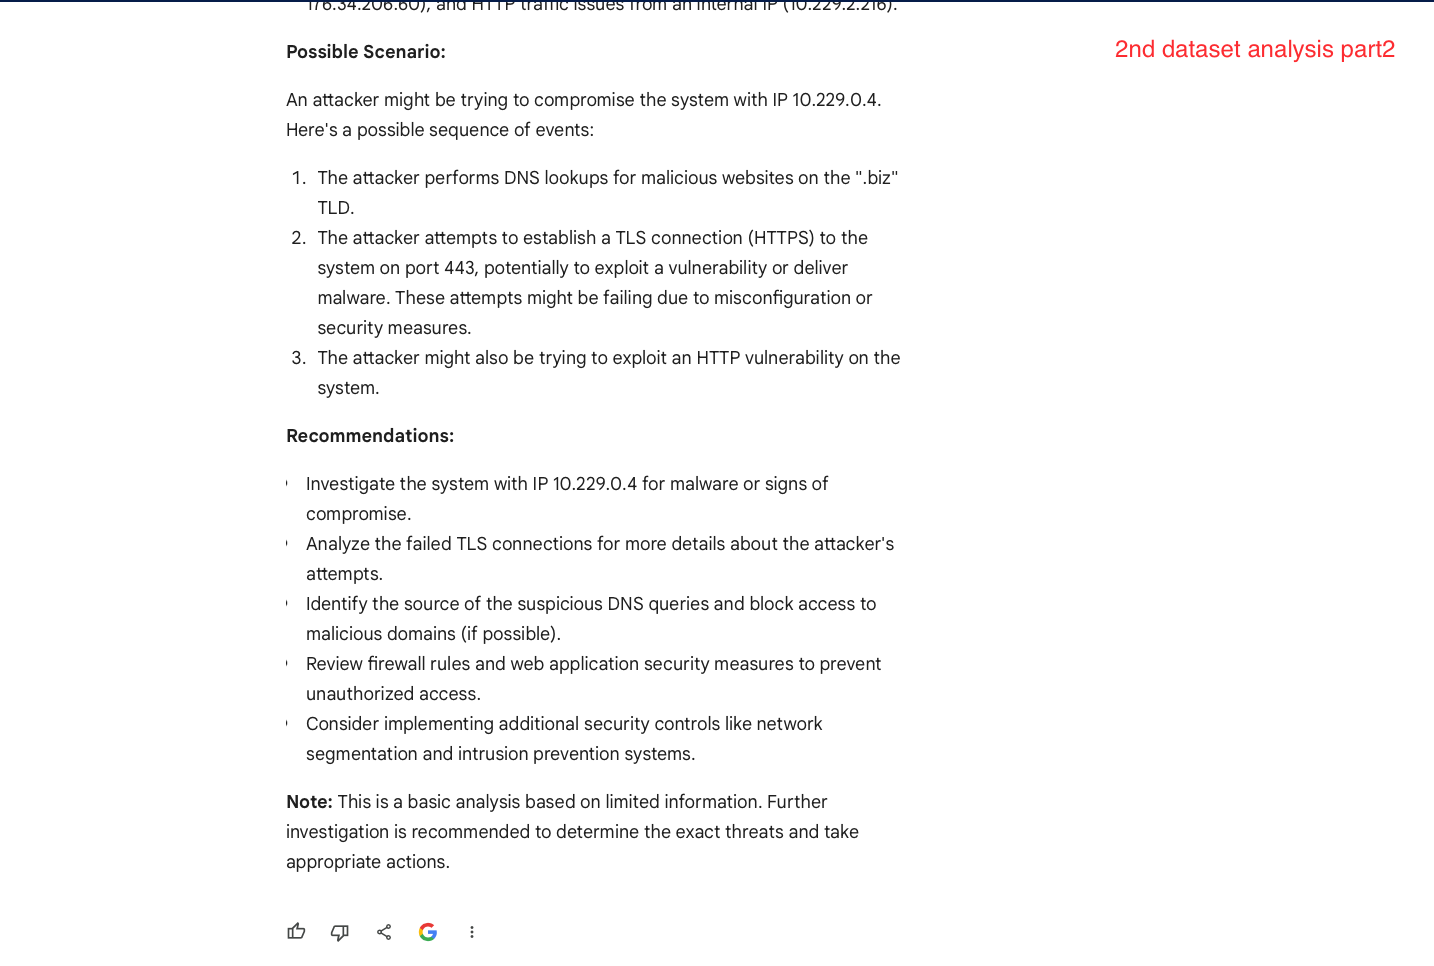 176.34.206.60), and HTTP traffic issues from an internal IP (10.229.2.216).
2nd dataset analysis part2
Possible Scenario:
An attacker might be trying to compromise the system with IP 10.229.0.4.
Here's a possible sequence of events:
1. The attacker performs DNS lookups for malicious websites on the ".biz"
TLD.
2. The attacker attempts to establish a TLS connection (HTTPS) to the
system on port 443, potentially to exploit a vulnerability or deliver
malware. These attempts might be failing due to misconfiguration or
security measures.
3. The attacker might also be trying to exploit an HTTP vulnerability on the
system.
Recommendations:
Investigate the system with IP 10.229.0.4 for malware or signs of
compromise.
Analyze the failed TLS connections for more details about the attacker's
attempts.
Identify the source of the suspicious DNS queries and block access to
malicious domains (if possible).
Review firewall rules and web application security measures to prevent
unauthorized access.
Consider implementing additional security controls like network
segmentation and intrusion prevention systems.
Note: This is a basic analysis based on limited information. Further
investigation is recommended to determine the exact threats and take
appropriate actions.